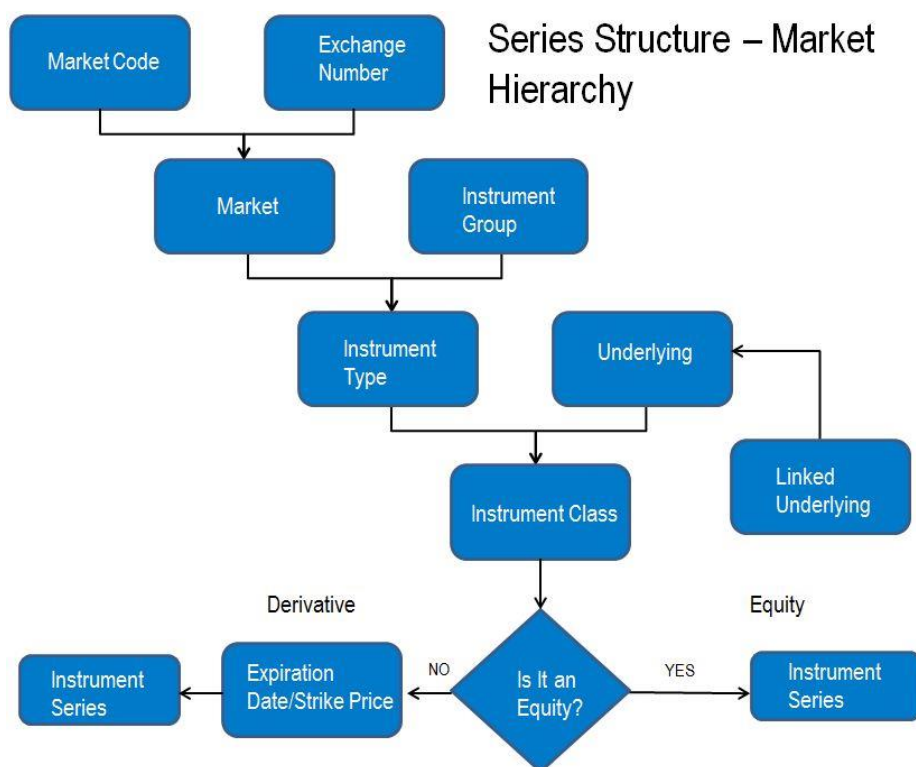 Series Structure – Market
Hierarchy
Market Code
Exchange
Number
Market
Instrument
Group
Instrument
Type
Underlying
Linked
Underlying
Instrument Class
Derivative
Equity
Instrument
Series
Expiration
Date/Strike Price
NO
Is It an
Equity?
YES
Instrument
Series